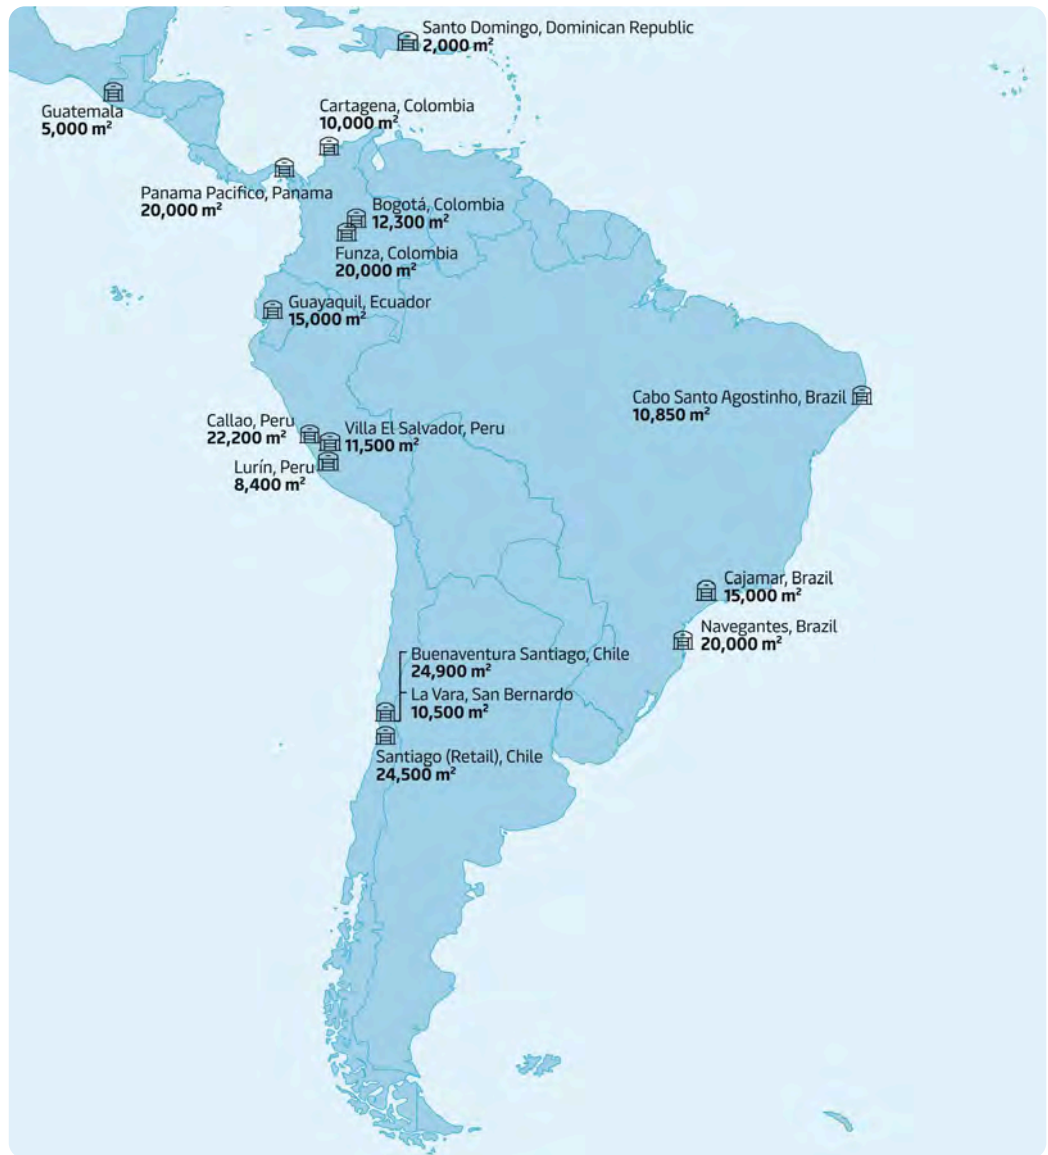 Santo Domingo, Dominican Republic
2,000 m²
Guatemala
5,000 m²
Cartagena, Colombia
10,000 m²
Panama Pacifico, Panama
20,000 m²
Bogotá, Colombia
12,300 m²
Funza, Colombia
20,000 m²
Guayaquil, Ecuador
15,000 m²
Cabo Santo Agostinho, Brazil
10,850 m²
Callao, Peru
22,200 m²
Villa El Salvador, Peru
11,500 m²
Lurín, Peru
8,400 m²
Cajamar, Brazil
15,000 m²
Navegantes, Brazil
20,000 m²
Buenaventura Santiago, Chile
24,900 m²
La Vara, San Bernardo
10,500 m²
Santiago (Retail), Chile
24,500 m²